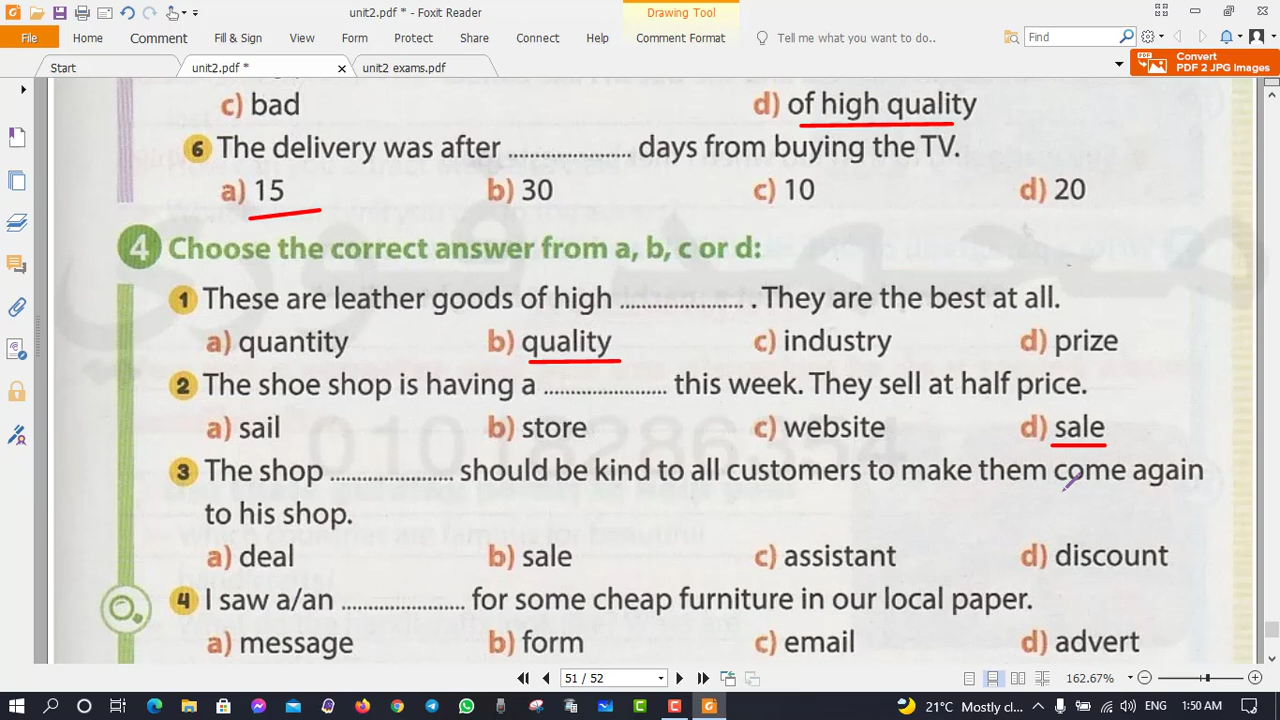 unit2.pdf * - Foxit Reader
Drawing Tool
File Home Comment Fill & Sign View Form Protect Share Connect Help Comment Format Tell me what you want to do.. Find
Start unit2.pdf * unit2 exams.pdf
Convert
PDF 2 JPG Images
c) bad d) of high quality
6 The delivery was after ..................... days from buying the TV.
a) 15 b) 30 c) 10 d) 20
4 Choose the correct answer from a, b, c or d:
1 These are leather goods of high ..................... . They are the best at all.
a) quantity b) quality c) industry d) prize
2 The shoe shop is having a ..................... this week. They sell at half price.
a) sail b) store c) website d) sale
3 The shop ..................... should be kind to all customers to make them come again
to his shop.
a) deal b) sale c) assistant d) discount
4 I saw a/an ..................... for some cheap furniture in our local paper.
a) message b) form c) email d) advert
51 / 52 162.67%
21°C Mostly cl... ENG 1:50 AM